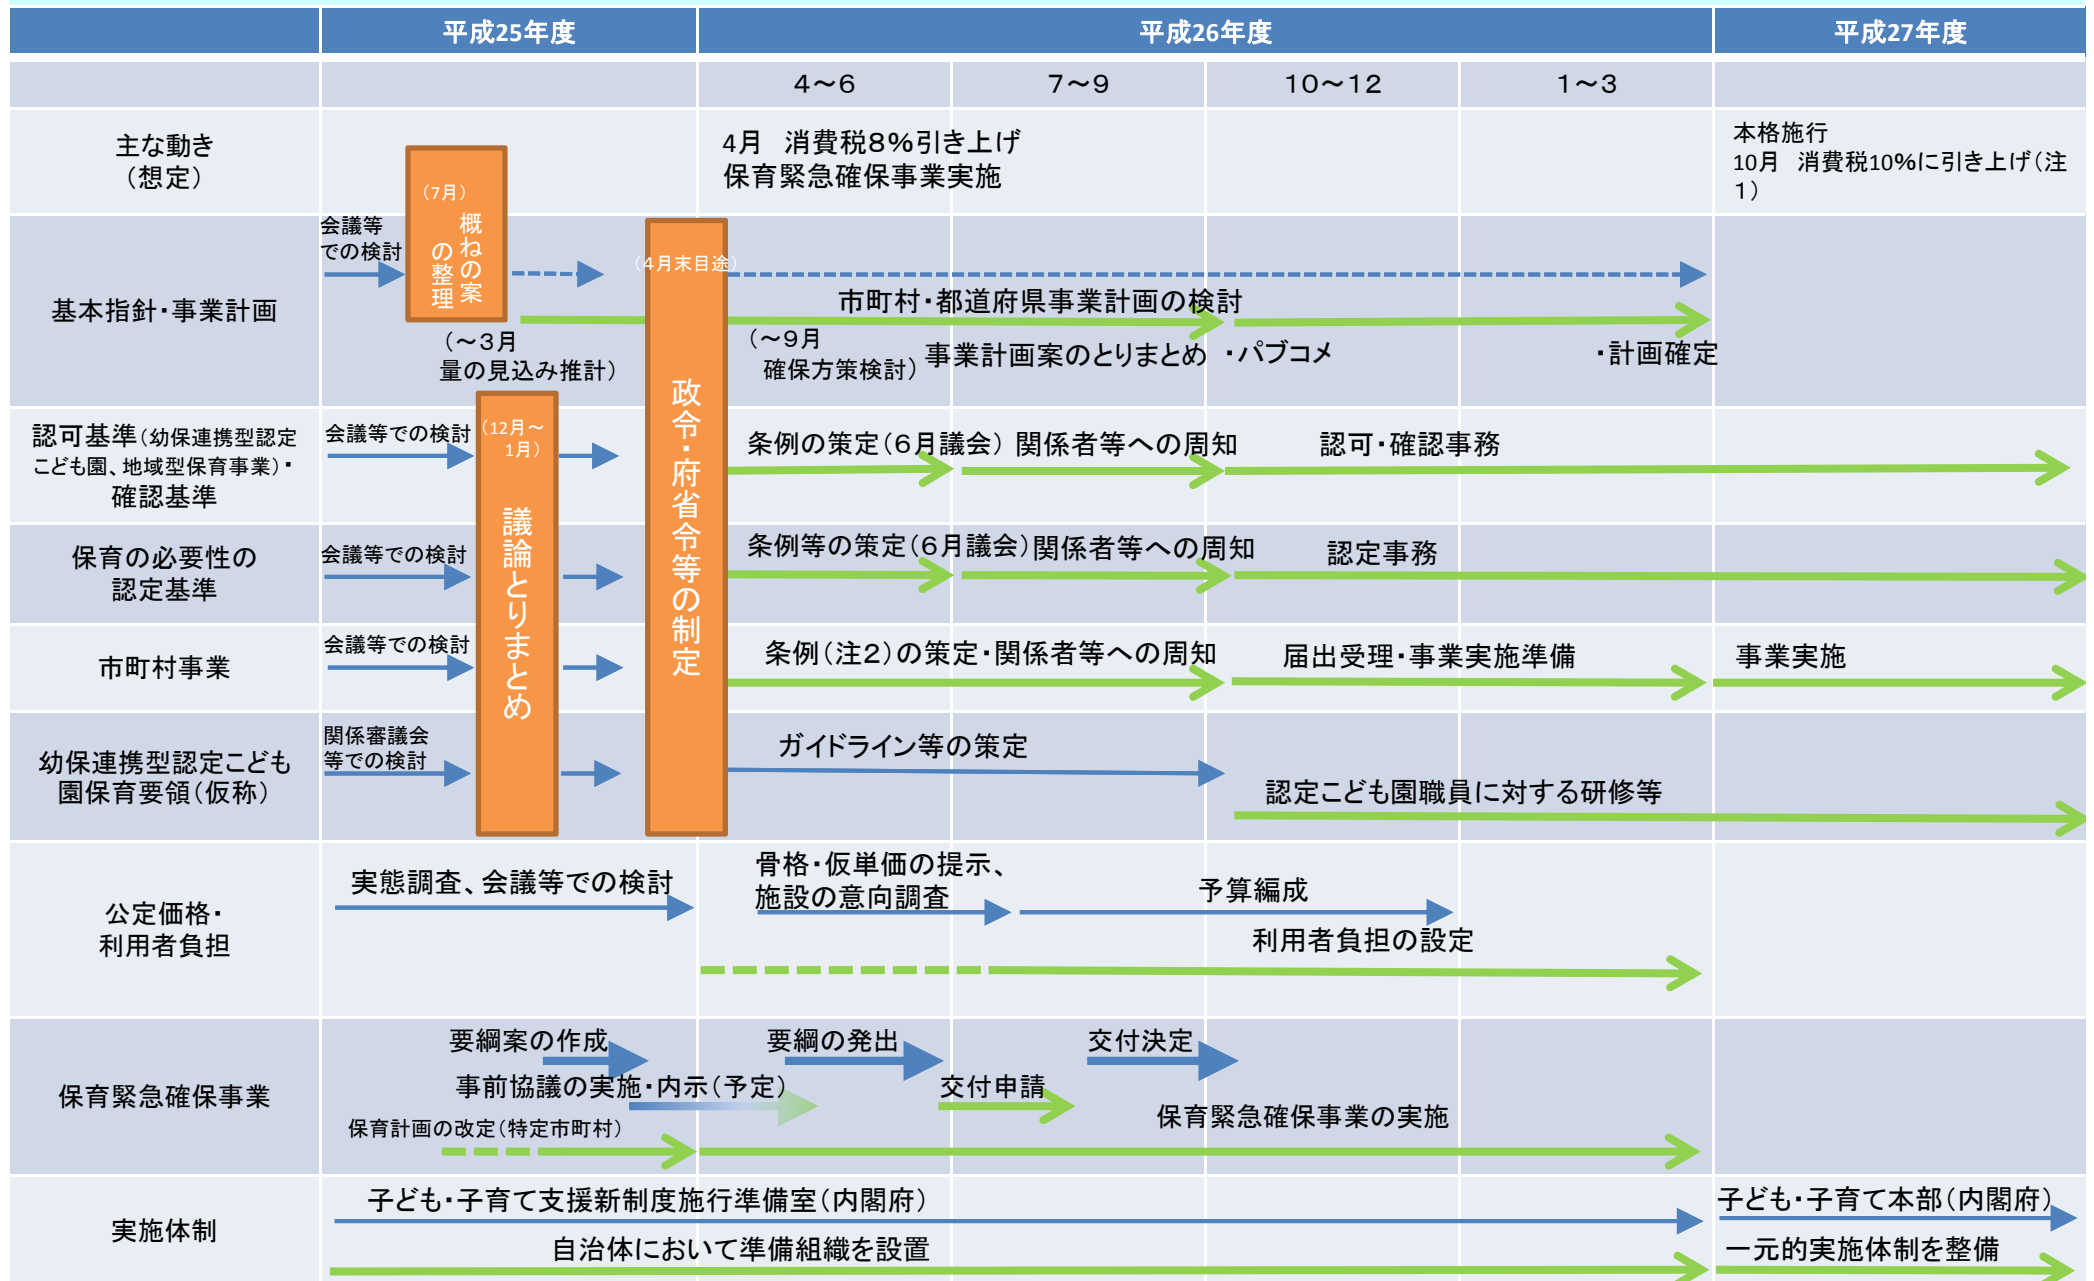 平成25年度
平成26年度
平成27年度
4～6
7～9
10～12
1～3
主な動き
（想定）
4月　消費税8％引き上げ
保育緊急確保事業実施
本格施行
10月　消費税10％に引き上げ（注
1）
基本指針・事業計画
会議等
での検討
（7月）
概ねの案
の整理
（4月末目途）
政令・府省令等の制定
市町村・都道府県事業計画の検討
（～3月
量の見込み推計）
（～9月
確保方策検討）
事業計画案のとりまとめ
・パブコメ
・計画確定
認可基準（幼保連携型認定
こども園、地域型保育事業）・
確認基準
会議等での検討
（12月～
1月）
議論とりまとめ
条例の策定（6月議会）
関係者等への周知
認可・確認事務
保育の必要性の
認定基準
会議等での検討
条例等の策定（6月議会）
関係者等への周知
認定事務
市町村事業
会議等での検討
条例（注2）の策定・関係者等への周知
届出受理・事業実施準備
事業実施
幼保連携型認定こども
園保育要領（仮称）
関係審議会
等での検討
ガイドライン等の策定
認定こども園職員に対する研修等
公定価格・
利用者負担
実態調査、会議等での検討
骨格・仮単価の提示、
施設の意向調査
予算編成
利用者負担の設定
保育緊急確保事業
要綱案の作成
要綱の発出
交付決定
事前協議の実施・内示（予定）
交付申請
保育計画の改定（特定市町村）
保育緊急確保事業の実施
実施体制
子ども・子育て支援新制度施行準備室（内閣府）
子ども・子育て本部（内閣府）
自治体において準備組織を設置
一元的実施体制を整備